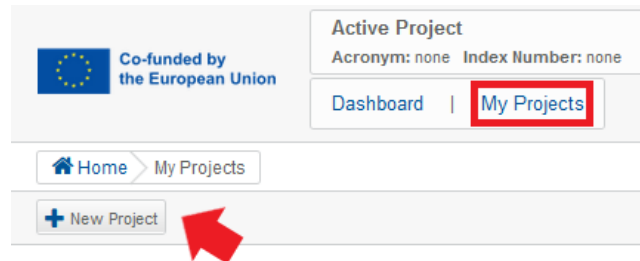 Co-funded by
the European Union
Active Project
Acronym: none Index Number: none
Dashboard | My Projects
Home My Projects
New Project